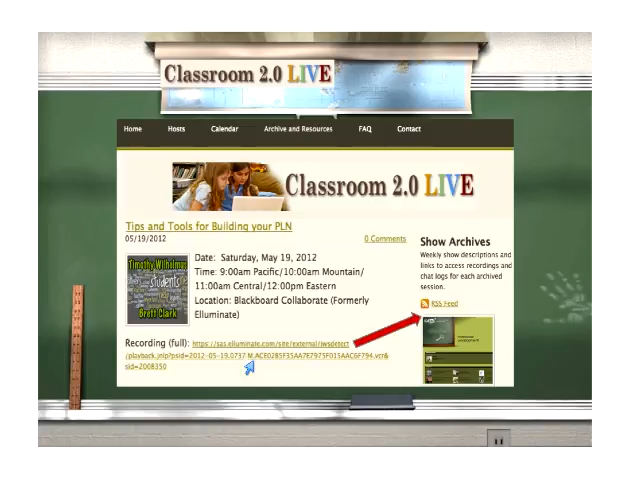 Classroom 2.0 LIVE
Home Hosts Calendar Archive and Resources FAQ Contact
Classroom 2.0 LIVE
Tips and Tools for Building your PLN
05/19/2012
0 Comments
Timothy Wilhelmus
students
Brett Clark
Date: Saturday, May 19, 2012
Time: 9:00am Pacific/10:00am Mountain/
11:00am Central/12:00pm Eastern
Location: Blackboard Collaborate (Formerly
Elluminate)
Recording (full): https://sas.elluminate.com/site/external/jwsdetect
/playback.jnlp?psid=2012-05-19.0737.M.ACE0285F35AA7E7975F015AAC6F794.vcr&
sid=2008350
Show Archives
Weekly show descriptions and
links to access recordings and
chat logs for each archived
session.
RSS Feed